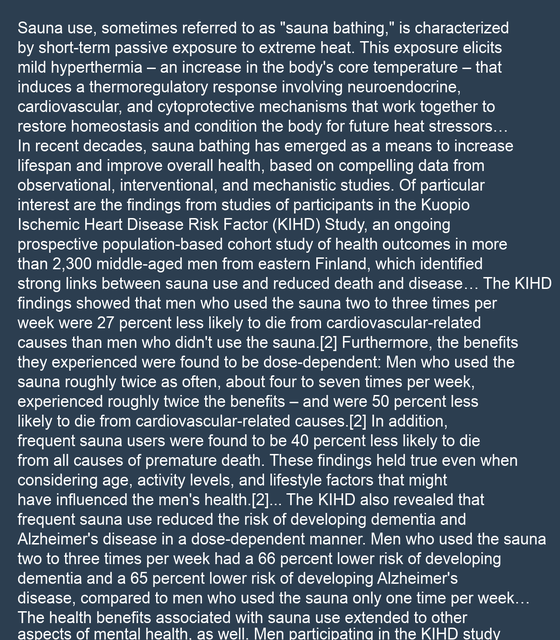 Sauna use, sometimes referred to as "sauna bathing," is characterized
by short-term passive exposure to extreme heat. This exposure elicits
mild hyperthermia – an increase in the body's core temperature – that
induces a thermoregulatory response involving neuroendocrine,
cardiovascular, and cytoprotective mechanisms that work together to
restore homeostasis and condition the body for future heat stressors…
In recent decades, sauna bathing has emerged as a means to increase
lifespan and improve overall health, based on compelling data from
observational, interventional, and mechanistic studies. Of particular
interest are the findings from studies of participants in the Kuopio
Ischemic Heart Disease Risk Factor (KIHD) Study, an ongoing
prospective population-based cohort study of health outcomes in more
than 2,300 middle-aged men from eastern Finland, which identified
strong links between sauna use and reduced death and disease… The KIHD
findings showed that men who used the sauna two to three times per
week were 27 percent less likely to die from cardiovascular-related
causes than men who didn't use the sauna.[2] Furthermore, the benefits
they experienced were found to be dose-dependent: Men who used the
sauna roughly twice as often, about four to seven times per week,
experienced roughly twice the benefits – and were 50 percent less
likely to die from cardiovascular-related causes.[2] In addition,
frequent sauna users were found to be 40 percent less likely to die
from all causes of premature death. These findings held true even when
considering age, activity levels, and lifestyle factors that might
have influenced the men's health.[2]... The KIHD also revealed that
frequent sauna use reduced the risk of developing dementia and
Alzheimer's disease in a dose-dependent manner. Men who used the sauna
two to three times per week had a 66 percent lower risk of developing
dementia and a 65 percent lower risk of developing Alzheimer's
disease, compared to men who used the sauna only one time per week…
The health benefits associated with sauna use extended to other
aspects of mental health, as well. Men participating in the KIHD study